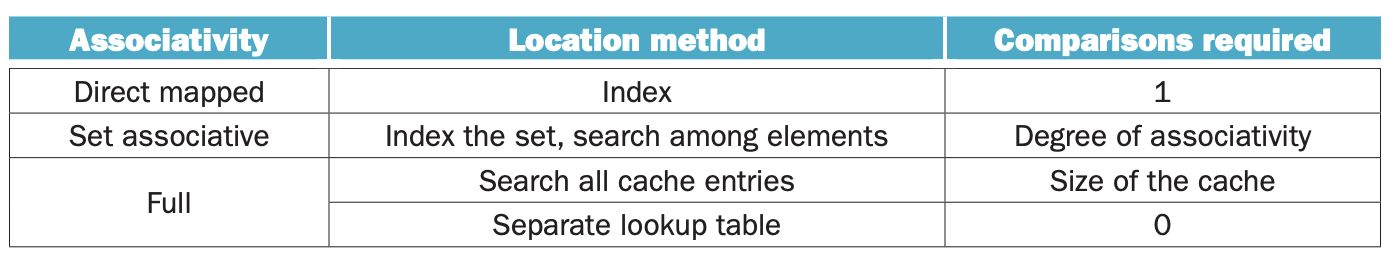 Associativity Location method Comparisons required
Direct mapped Index 1
Set associative Index the set, search among elements Degree of associativity
Full Search all cache entries Size of the cache
Separate lookup table 0